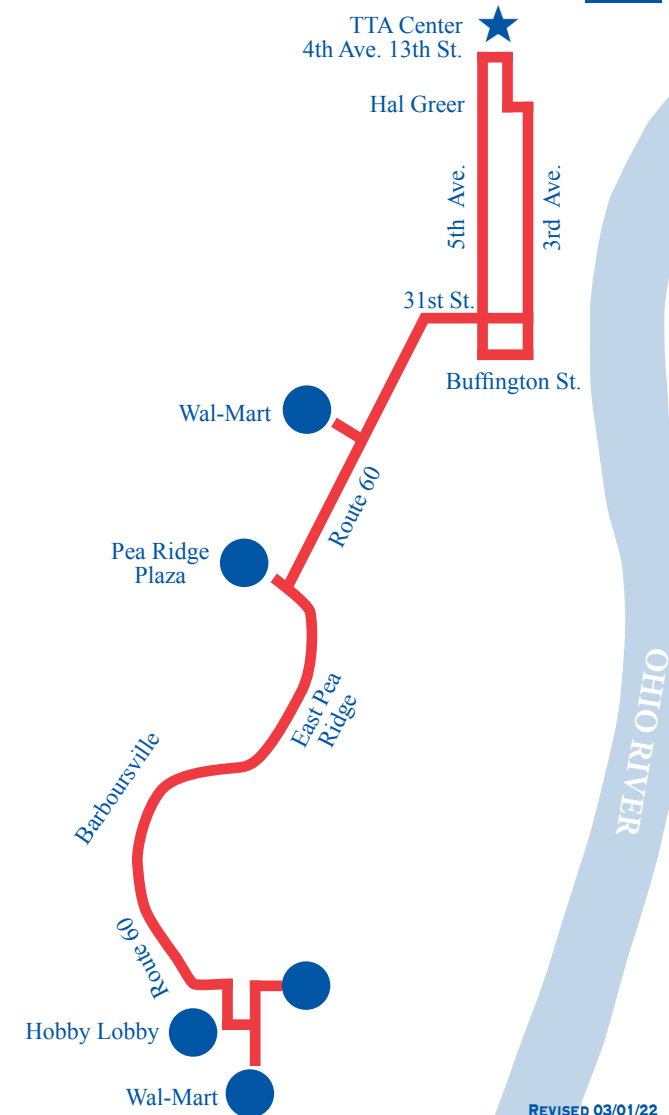 TTA Center
4th Ave. 13th St.
Hal Greer
5th Ave.
3rd Ave.
31st St.
Buffington St.
Wal-Mart
Route 60
Pea Ridge
Plaza
East Pea
Ridge
OHIO RIVER
Barboursville
Route 60
Hobby Lobby
Wal-Mart
REVISED 03/01/22